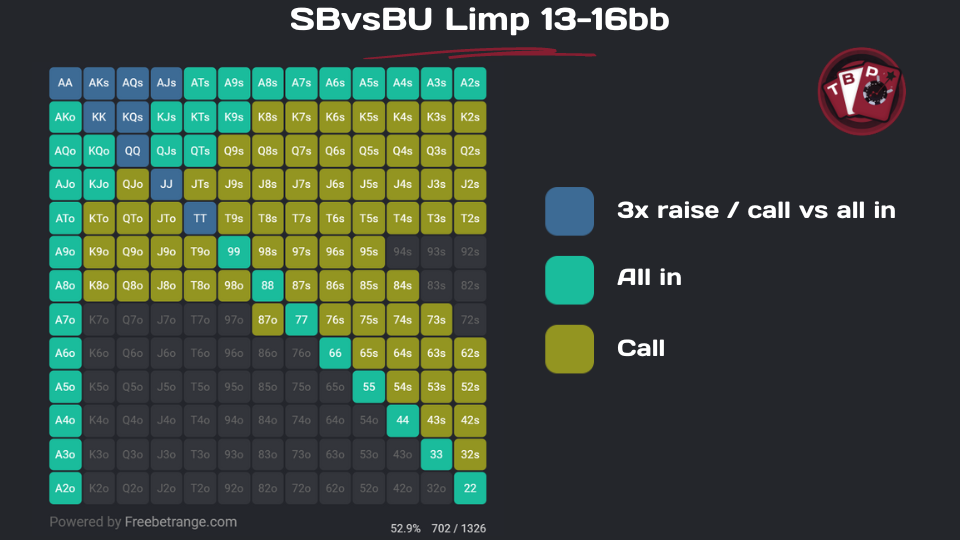 SBvsBU Limp 13-16bb
AA AKs AQs AJs ATs A9s A8s A7s A6s A5s A4s A3s A2s
AKo KK KQs KJs KTs K9s K8s K7s K6s K5s K4s K3s K2s
AQo KQo QQ QJs QTs Q9s Q8s Q7s Q6s Q5s Q4s Q3s Q2s
AJo KJo QJo JJ JTs J9s J8s J7s J6s J5s J4s J3s J2s
ATo KTo QTo JTo TT T9s T8s T7s T6s T5s T4s T3s T2s
A9o K9o Q9o J9o T9o 99 98s 97s 96s 95s 94s 93s 92s
A8o K8o Q8o J8o T8o 98o 88 87s 86s 85s 84s 83s 82s
A7o K7o Q7o J7o T7o 97o 87o 77 76s 75s 74s 73s 72s
A6o K6o Q6o J6o T6o 96o 86o 76o 66 65s 64s 63s 62s
A5o K5o Q5o J5o T5o 95o 85o 75o 65o 55 54s 53s 52s
A4o K4o Q4o J4o T4o 94o 84o 74o 64o 54o 44 43s 42s
A3o K3o Q3o J3o T3o 93o 83o 73o 63o 53o 43o 33 32s
A2o K2o Q2o J2o T2o 92o 82o 72o 62o 52o 42o 32o 22
Powered by Freebetrange.com
52.9% 702 / 1326
TBP
3x raise / call vs all in
All in
Call